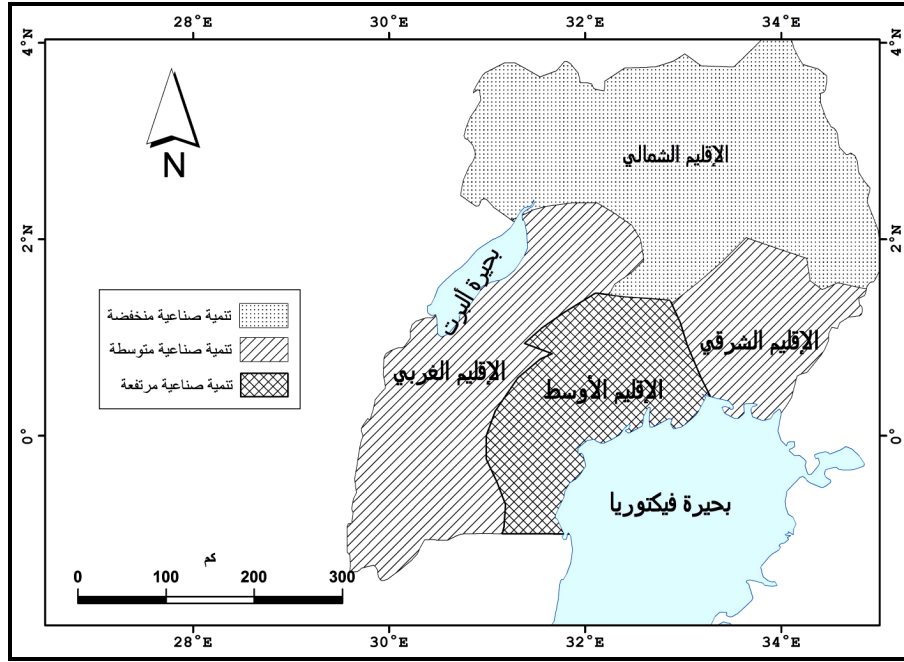 28°E 30°E 32°E 34°E
4°N 4°N
الإقليم الشمالي
N
2°N 2°N
بحيرة ألبرت
تنمية صناعية منخفضة
تنمية صناعية متوسطة
تنمية صناعية مرتفعة
الإقليم الشرقي
الإقليم الغربي
الإقليم الأوسط
0° 0°
بحيرة فيكتوريا
كم
0 100 200 300
28°E 30°E 32°E 34°E